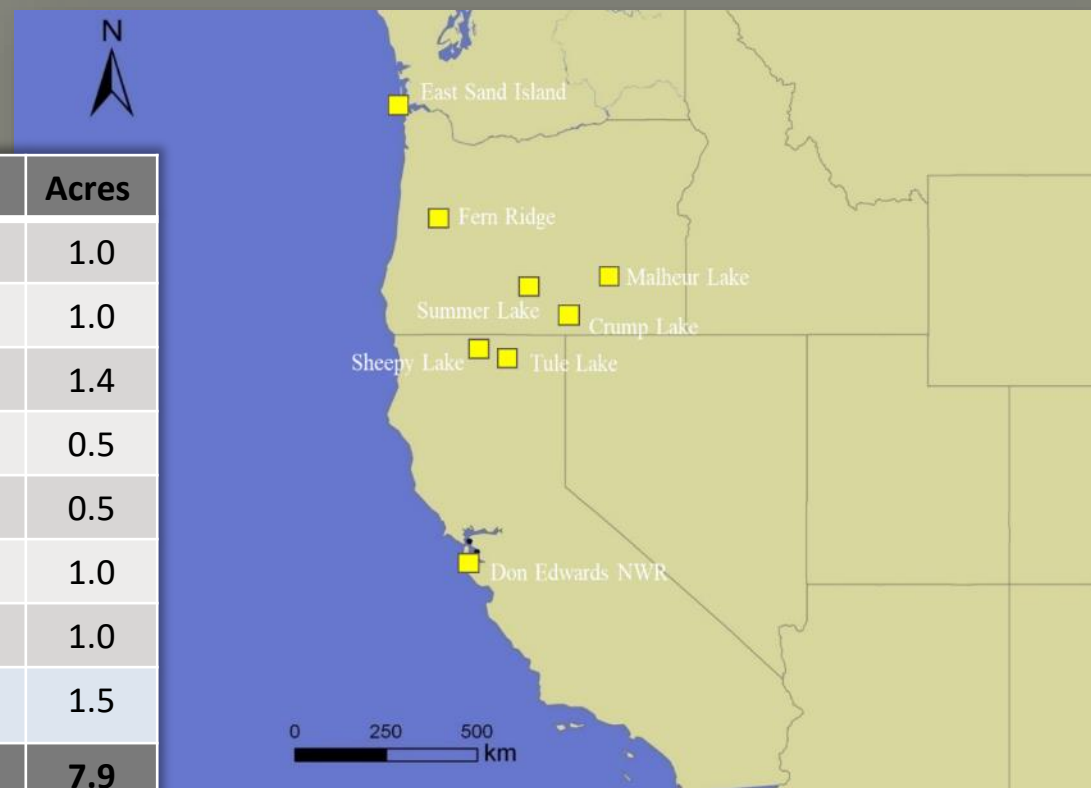 Acres
1.0
1.0
1.4
0.5
0.5
1.0
1.0
1.5
7.9
N
East Sand Island
Fern Ridge
Malheur Lake
Summer Lake
Crump Lake
Sheepy Lake
Tule Lake
Don Edwards NWR
0 250 500
km